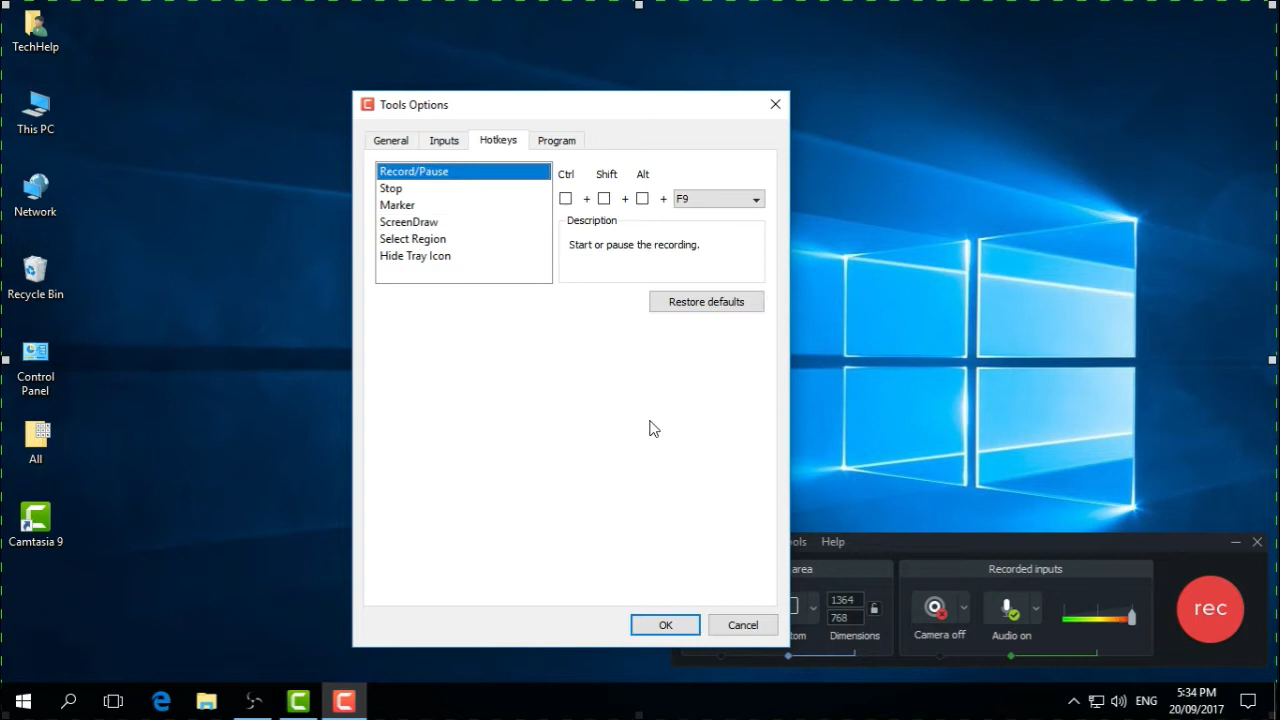 TechHelp
This PC
Network
Recycle Bin
Control
Panel
All
Camtasia 9
Tools Options
General
Inputs
Hotkeys
Program
Record/Pause
Stop
Marker
ScreenDraw
Select Region
Hide Tray Icon
Ctrl
Shift
Alt
+ + + F9
Description
Start or pause the recording.
Restore defaults
OK
Cancel
ols
Help
area
Recorded inputs
1364
768
tom
Dimensions
Camera off
Audio on
rec
ENG
5:34 PM
20/09/2017